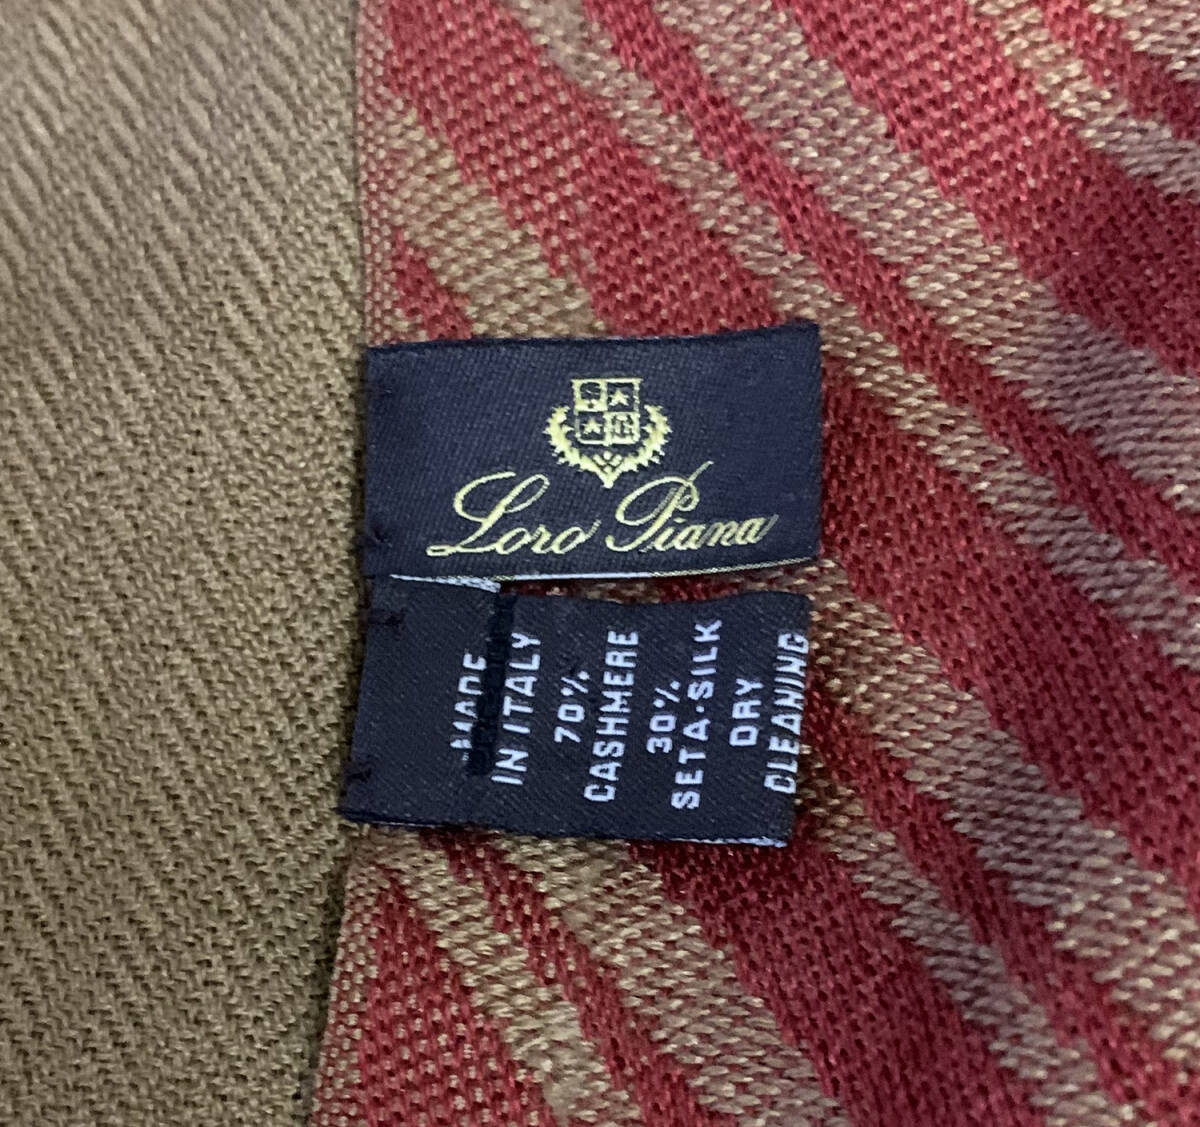 Loro Piana
MADE
IN ITALY
70%
CASHMERE
30%
SETA-SILK
DRY
CLEANING